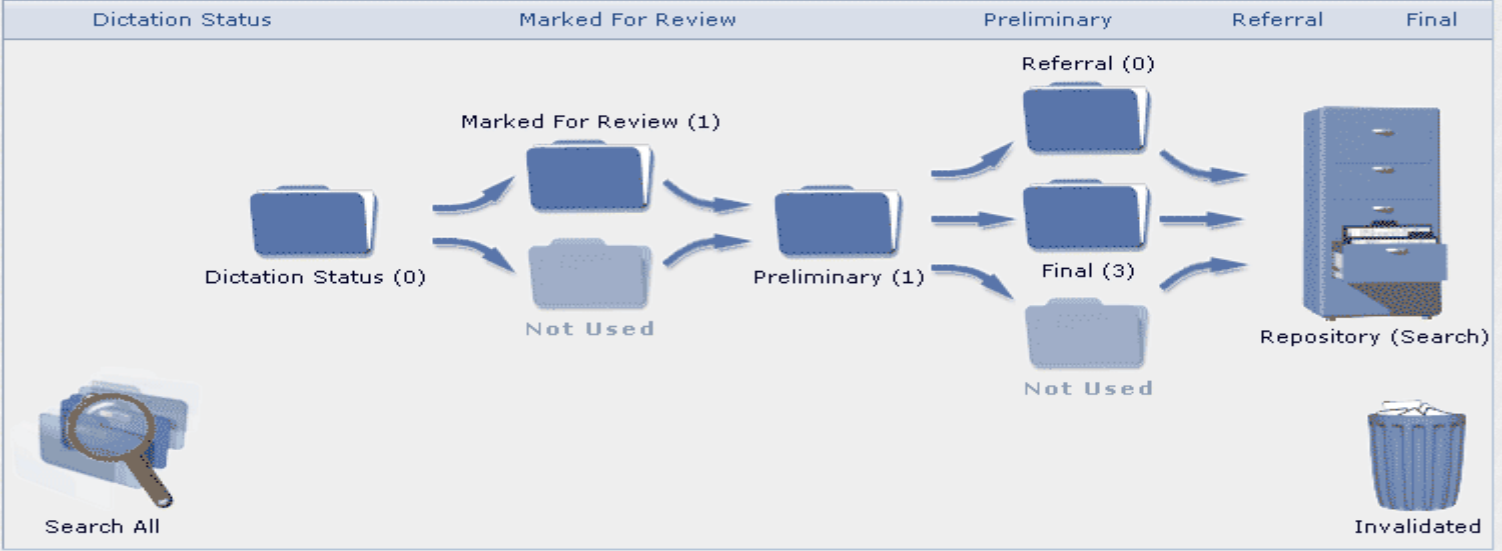 Dictation Status Marked For Review Preliminary Referral Final
Referral (0)
Marked For Review (1)
Dictation Status (0)
Preliminary (1)
Final (3)
Not Used
Repository (Search)
Not Used
Search All
Invalidated